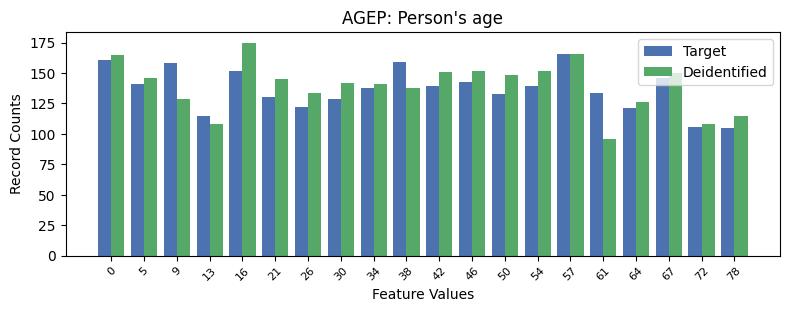 AGEP: Person's age
Record Counts
175
150
125
100
75
50
25
0
Target
Deidentified
0 5 9 13 16 21 26 30 34 38 42 46 50 54 57 61 64 67 72 78
Feature Values